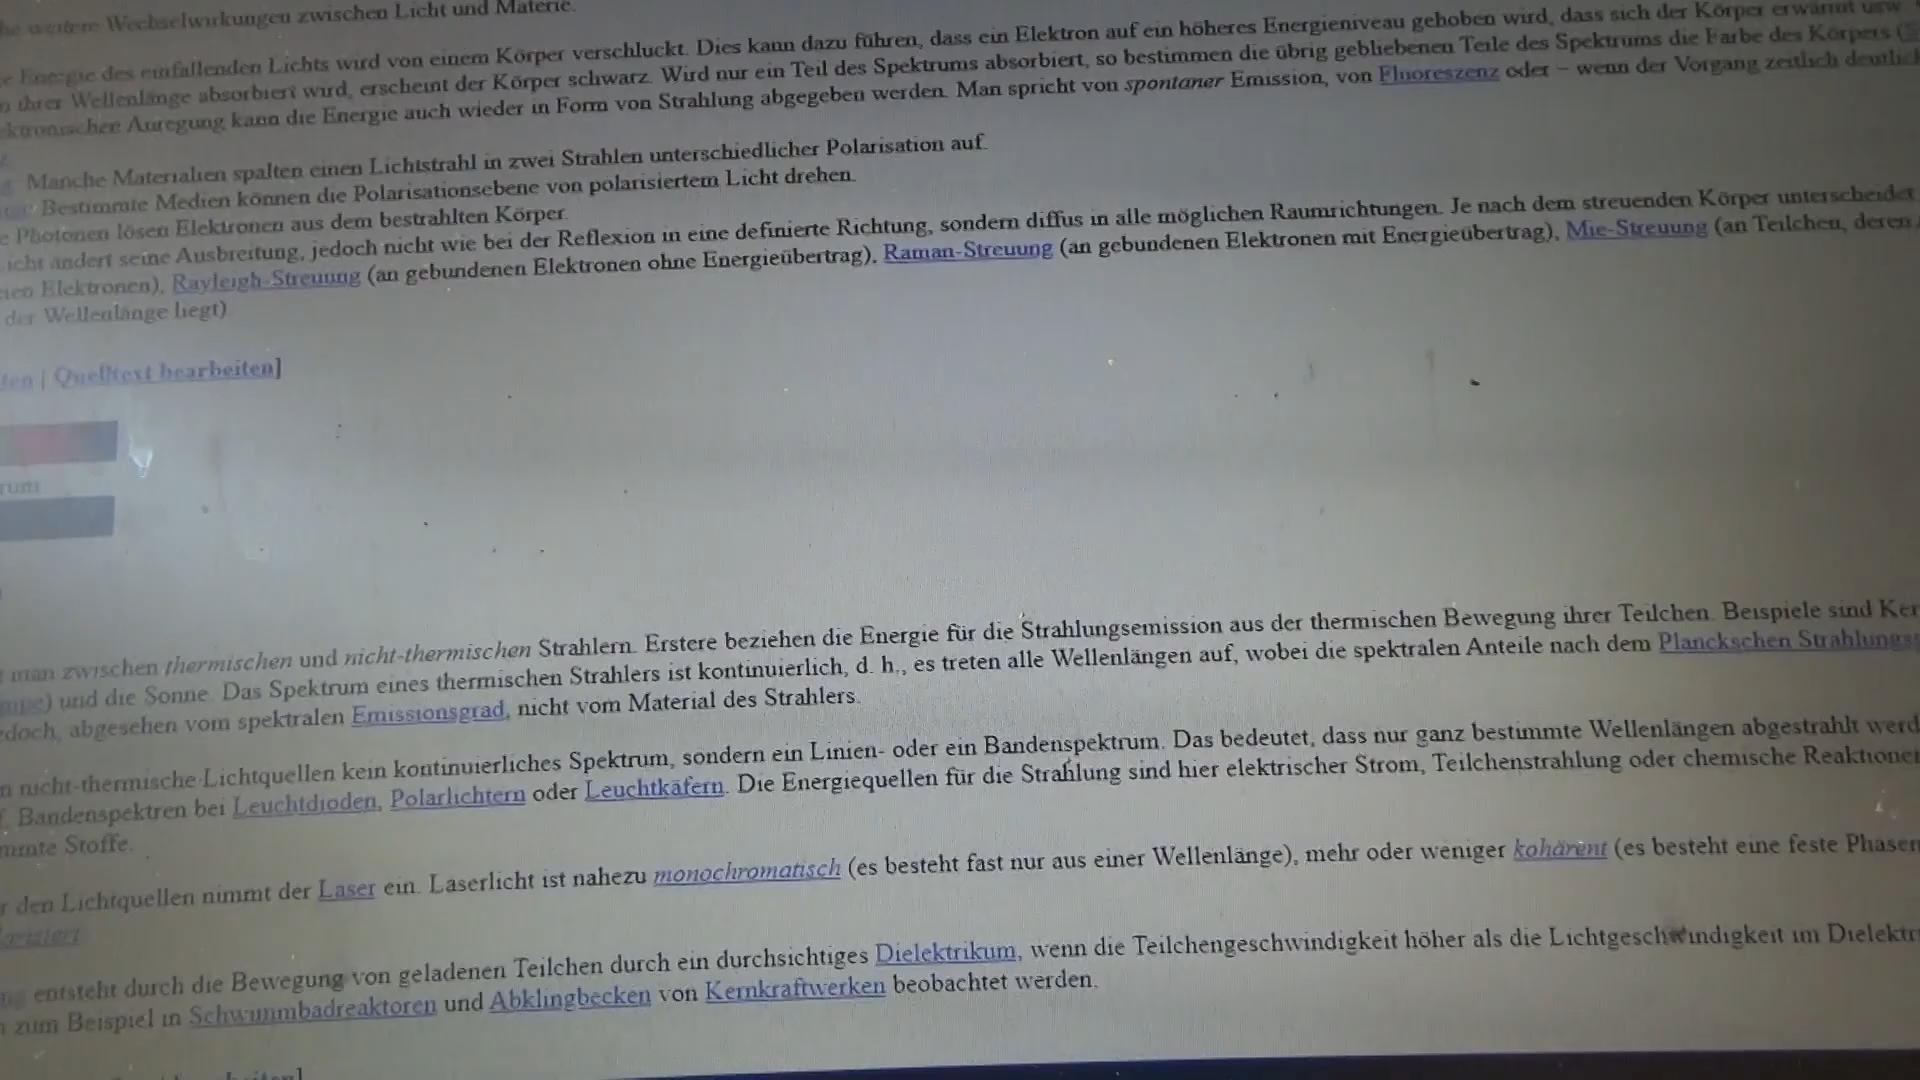 weitere Wechselwirkungen zwischen Licht und Materie.
Energie des einfallenden Lichts wird von einem Körper verschluckt. Dies kann dazu führen, dass ein Elektron auf ein höheres Energieniveau gehoben wird, dass sich der Körper erwärmt usw
ihrer Wellenlänge absorbiert wird, erscheint der Körper schwarz. Wird nur ein Teil des Spektrums absorbiert, so bestimmen die übrig gebliebenen Teile des Spektrums die Farbe des Körpers
ktronischen Anregung kann die Energie auch wieder in Form von Strahlung abgegeben werden. Man spricht von spontaner Emission, von Fluoreszenz oder – wenn der Vorgang zeitlich deutlich
Manche Materialien spalten einen Lichtstrahl in zwei Strahlen unterschiedlicher Polarisation auf.
Bestimmte Medien können die Polarisationsebene von polarisiertem Licht drehen.
e Photonen lösen Elektronen aus dem bestrahlten Körper.
icht ändert seine Ausbreitung, jedoch nicht wie bei der Reflexion in eine definierte Richtung, sondern diffus in alle möglichen Raumrichtungen. Je nach dem streuenden Körper unterscheidet
ien Elektronen), Rayleigh-Streuung (an gebundenen Elektronen ohne Energieübertrag), Raman-Streuung (an gebundenen Elektronen mit Energieübertrag), Mie-Streuung (an Teilchen, deren
der Wellenlänge liegt)
ten | Quelltext bearbeiten]
rum
man zwischen thermischen und nicht-thermischen Strahlern. Erstere beziehen die Energie für die Strahlungsemission aus der thermischen Bewegung ihrer Teilchen. Beispiele sind Ker
mpe) und die Sonne. Das Spektrum eines thermischen Strahlers ist kontinuierlich, d. h., es treten alle Wellenlängen auf, wobei die spektralen Anteile nach dem Planckschen Strahlungsg
doch, abgesehen vom spektralen Emissionsgrad, nicht vom Material des Strahlers.
n nicht-thermische Lichtquellen kein kontinuierliches Spektrum, sondern ein Linien- oder ein Bandenspektrum. Das bedeutet, dass nur ganz bestimmte Wellenlängen abgestrahlt werd
f, Bandenspektren bei Leuchtdioden, Polarlichtern oder Leuchtkäfern. Die Energiequellen für die Strahlung sind hier elektrischer Strom, Teilchenstrahlung oder chemische Reaktionen
mmte Stoffe.
r den Lichtquellen nimmt der Laser ein. Laserlicht ist nahezu monochromatisch (es besteht fast nur aus einer Wellenlänge), mehr oder weniger kohärent (es besteht eine feste Phasen
larisiert
entsteht durch die Bewegung von geladenen Teilchen durch ein durchsichtiges Dielektrikum, wenn die Teilchengeschwindigkeit höher als die Lichtgeschwindigkeit im Dielektr
n zum Beispiel in Schwimmbadreaktoren und Abklingbecken von Kernkraftwerken beobachtet werden.